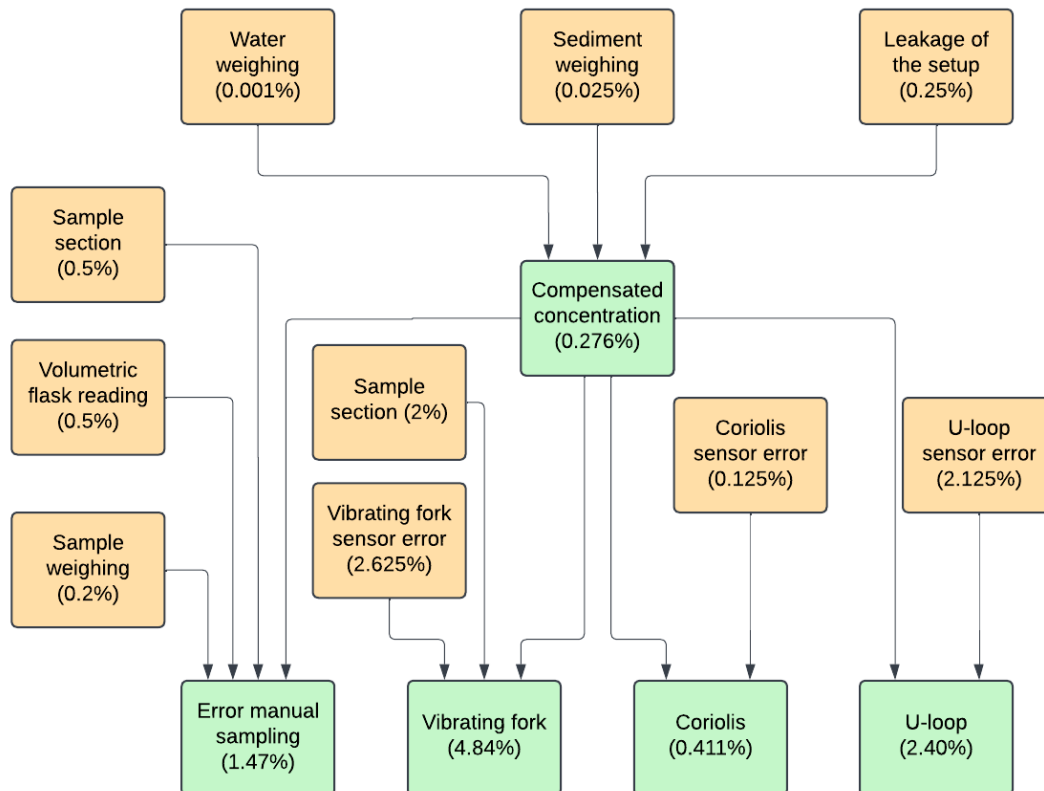 Water
weighing
(0.001%)
Sediment
weighing
(0.025%)
Leakage of
the setup
(0.25%)
Sample
section
(0.5%)
Compensated
concentration
(0.276%)
Volumetric
flask reading
(0.5%)
Sample
section (2%)
Coriolis
sensor error
(0.125%)
U-loop
sensor error
(2.125%)
Vibrating fork
sensor error
(2.625%)
Sample
weighing
(0.2%)
Error manual
sampling
(1.47%)
Vibrating fork
(4.84%)
Coriolis
(0.411%)
U-loop
(2.40%)